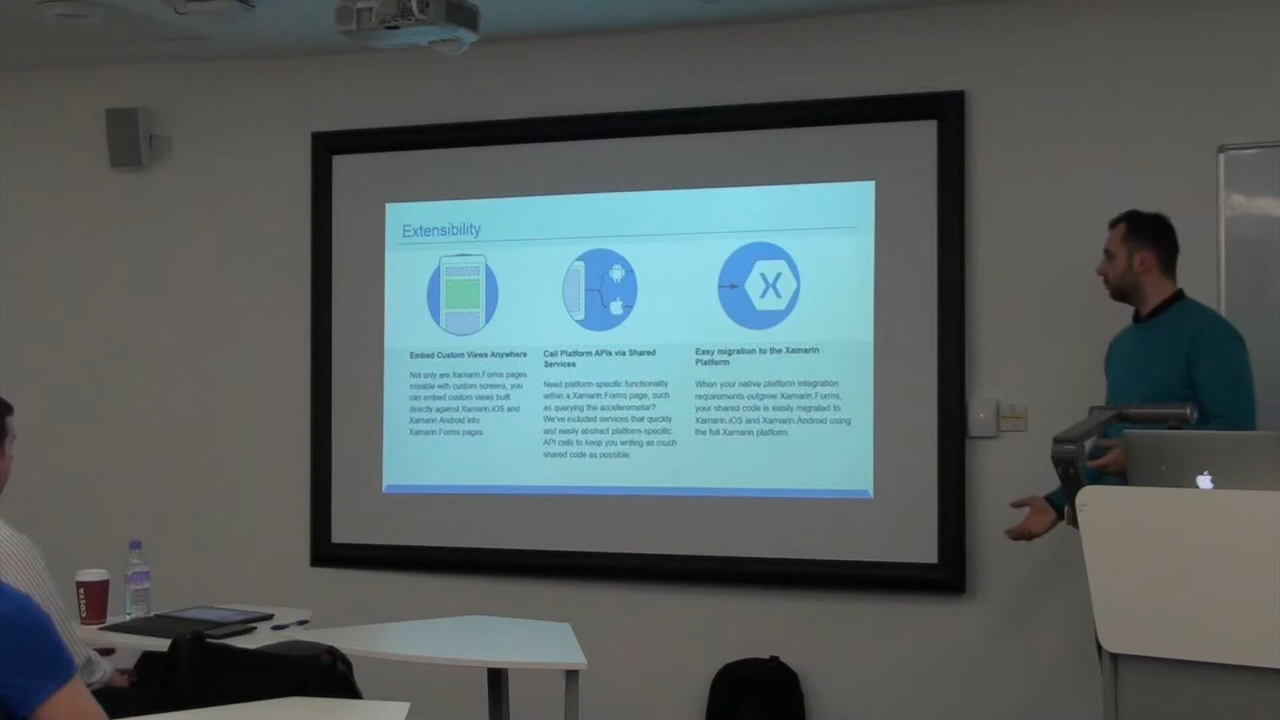 Extensibility
Embed Custom Views Anywhere
Not only are Xamarin.Forms pages
mixable with custom screens, you
can embed custom views built
directly against Xamarin.iOS and
Xamarin.Android into
Xamarin.Forms pages.
Call Platform APIs via Shared
Services
Need platform-specific functionality
within a Xamarin.Forms page, such
as querying the accelerometer?
We've included services that quickly
and easily abstract platform-specific
API calls to keep you writing as much
shared code as possible.
X
Easy migration to the Xamarin
Platform
When your native platform integration
requirements outgrow Xamarin.Forms,
your shared code is easily migrated to
Xamarin.iOS and Xamarin.Android using
the full Xamarin platform.
COSTA